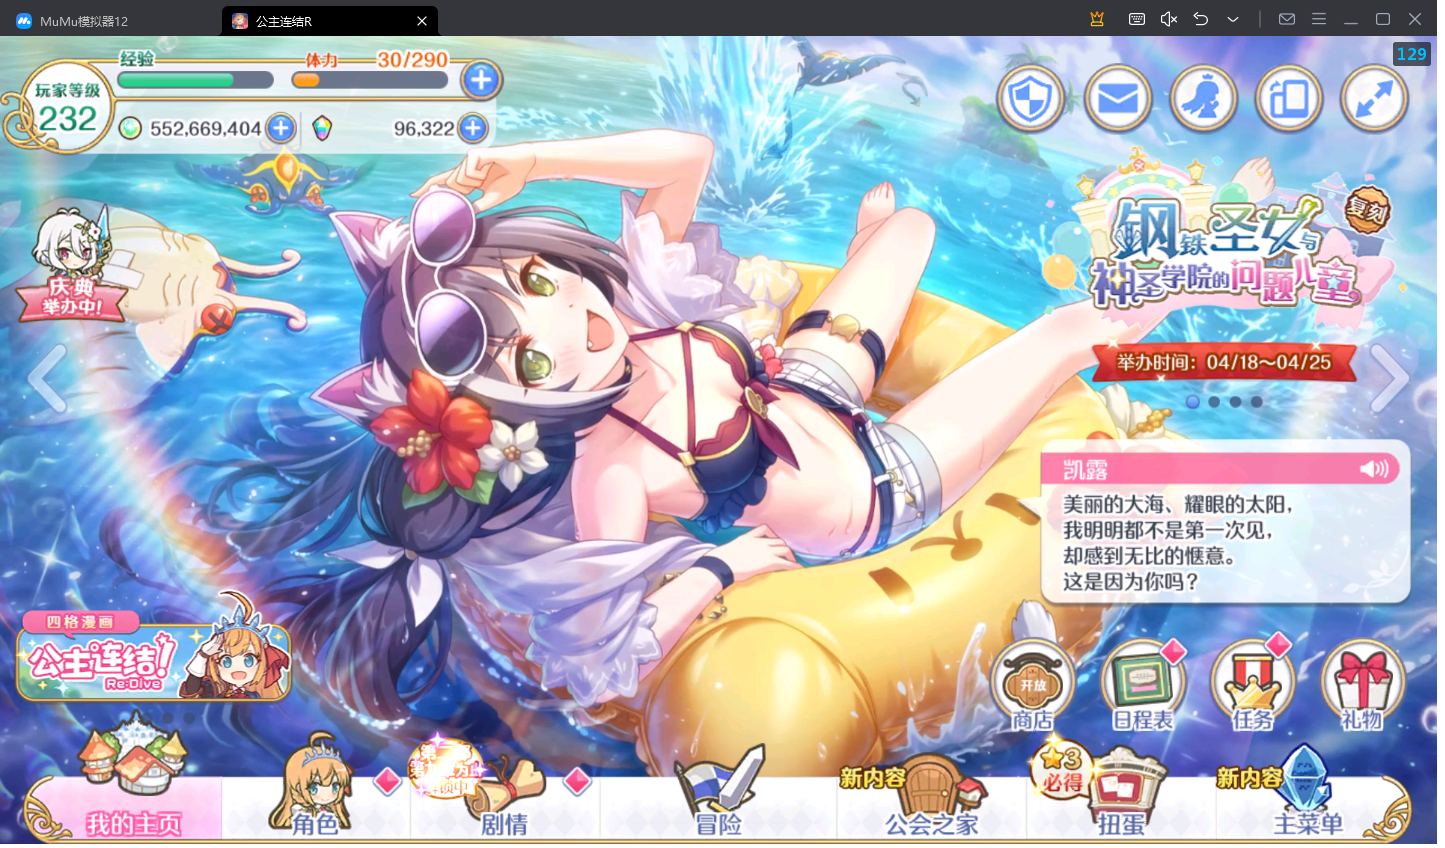 MuMu模拟器12
公主连结R
129
玩家等级
232
经验
体力
30/290
552,669,404
96,322
庆典
举办中!
复刻
钢铁圣女与
神圣学院的问题儿童
举办时间：04/18～04/25
凯露
美丽的大海、耀眼的太阳，
我明明都不是第一次见，
却感到无比的惬意。
这是因为你吗？
四格漫画
公主连结!
Re:Dive
开放
商店
日程表
任务
礼物
我的主页
角色
剧情
冒险
新内容
公会之家
★3
必得
扭蛋
新内容
主菜单